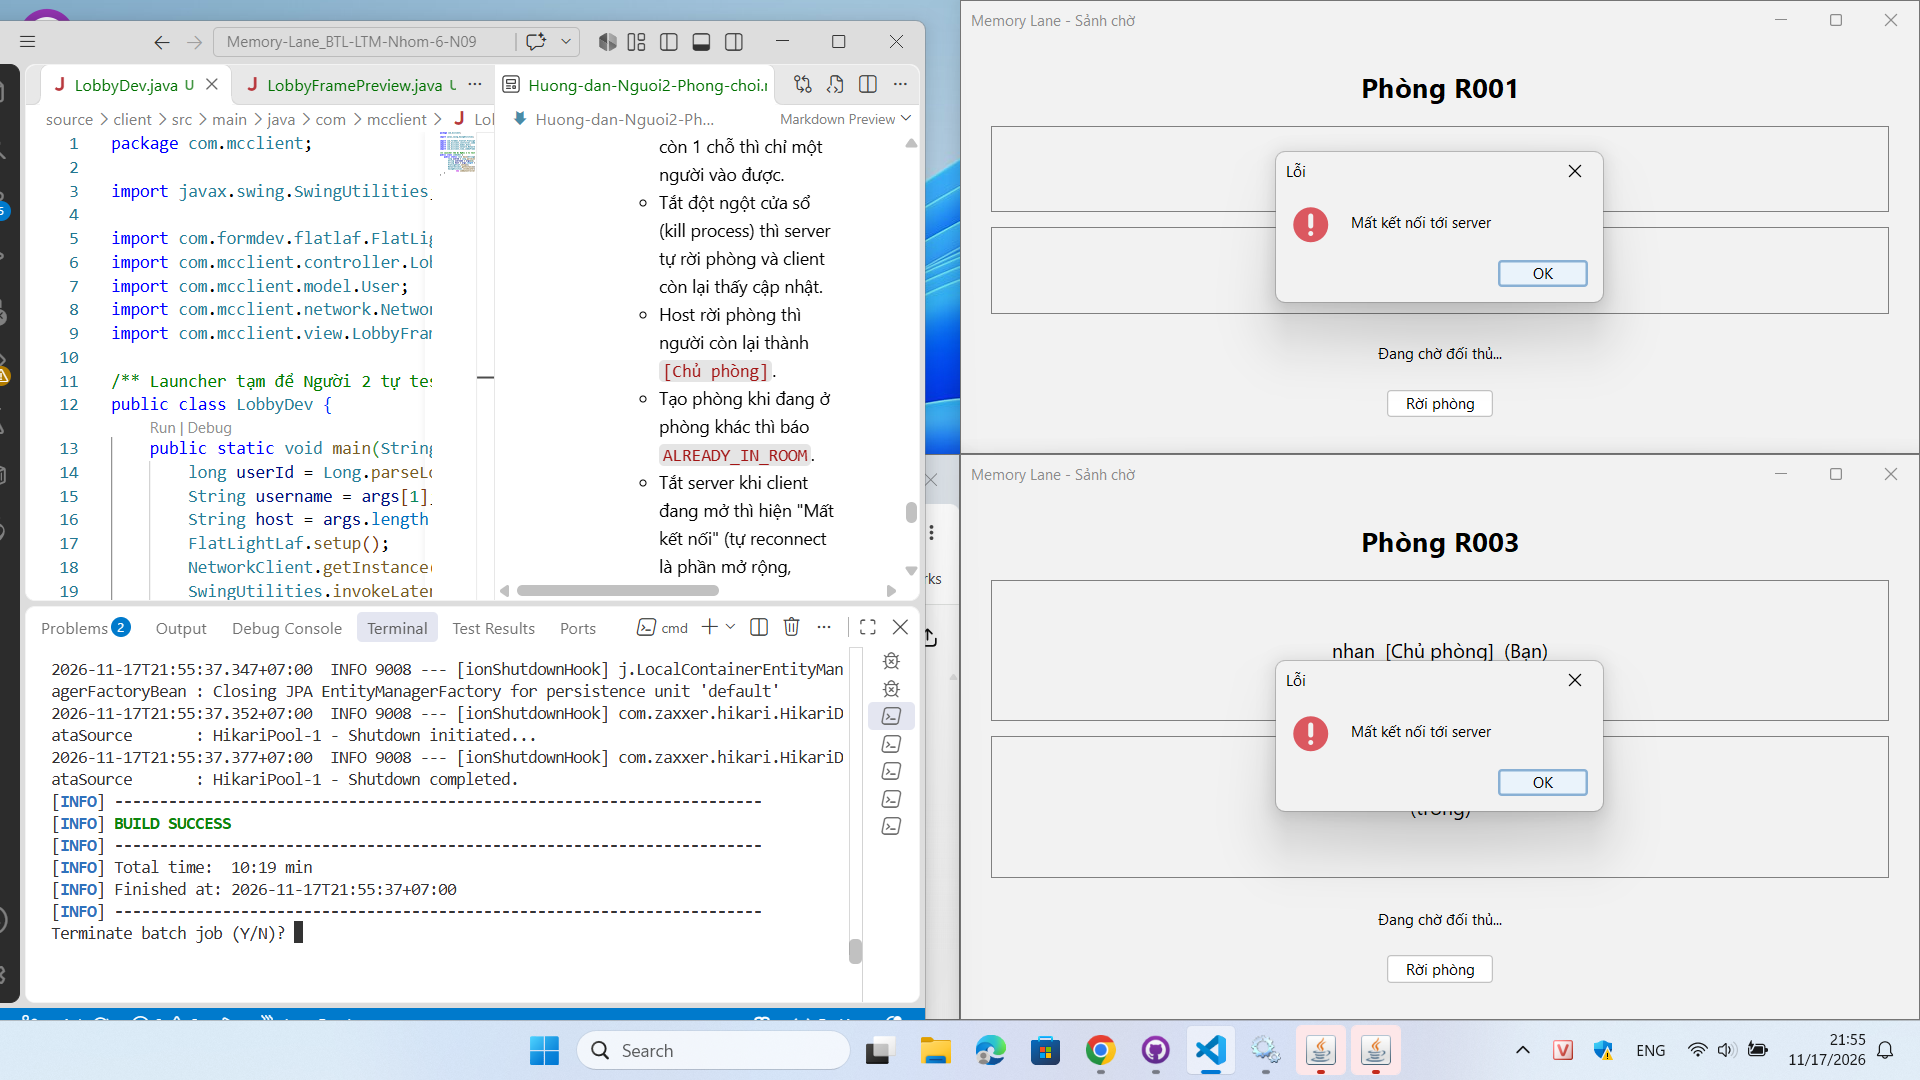 Memory-Lane_BTL-LTM-Nhom-6-N09
LobbyDev.java U
LobbyFramePreview.java U
source > client > src > main > java > com > mcclient > J
1 package com.mcclient;
2
3 import javax.swing.SwingUtilities
4
5 import com.formdev.flatlaf.FlatLi
6 import com.mcclient.controller.Lo
7 import com.mcclient.model.User;
8 import com.mcclient.network.Netwo
9 import com.mcclient.view.LobbyFra
10
11 /** Launcher tạm để Người 2 tự tes
12 public class LobbyDev {
Run | Debug
13 public static void main(String
14 long userId = Long.parseLo
15 String username = args[1]
16 String host = args.length
17 FlatLightLaf.setup();
18 NetworkClient.getInstance(
19 SwingUtilities.invokeLater
Huong-dan-Nguoi2-Phong-choi.
Huong-dan-Nguoi2-Ph...
Markdown Preview
còn 1 chỗ thì chỉ một
người vào được.
Tắt đột ngột cửa sổ
(kill process) thì server
tự rời phòng và client
còn lại thấy cập nhật.
Host rời phòng thì
người còn lại thành
[Chủ phòng].
Tạo phòng khi đang ở
phòng khác thì báo
ALREADY_IN_ROOM.
Tắt server khi client
đang mở thì hiện "Mất
kết nối" (tự reconnect
là phần mở rộng,
Problems 2
Output
Debug Console
Terminal
Test Results
Ports
cmd
2026-11-17T21:55:37.347+07:00  INFO 9008 --- [ionShutdownHook] j.LocalContainerEntityMan
agerFactoryBean : Closing JPA EntityManagerFactory for persistence unit 'default'
2026-11-17T21:55:37.352+07:00  INFO 9008 --- [ionShutdownHook] com.zaxxer.hikari.HikariD
ataSource       : HikariPool-1 - Shutdown initiated...
2026-11-17T21:55:37.377+07:00  INFO 9008 --- [ionShutdownHook] com.zaxxer.hikari.HikariD
ataSource       : HikariPool-1 - Shutdown completed.
[INFO] ------------------------------------------------------------------------
[INFO] BUILD SUCCESS
[INFO] ------------------------------------------------------------------------
[INFO] Total time:  10:19 min
[INFO] Finished at: 2026-11-17T21:55:37+07:00
[INFO] ------------------------------------------------------------------------
Terminate batch job (Y/N)?
rks
Memory Lane - Sảnh chờ
Phòng R001
Lỗi
Mất kết nối tới server
OK
Đang chờ đối thủ...
Rời phòng
Memory Lane - Sảnh chờ
Phòng R003
nhan [Chủ phòng] (Bạn)
Lỗi
Mất kết nối tới server
OK
(trống)
Đang chờ đối thủ...
Rời phòng
Search
ENG
21:55
11/17/2026